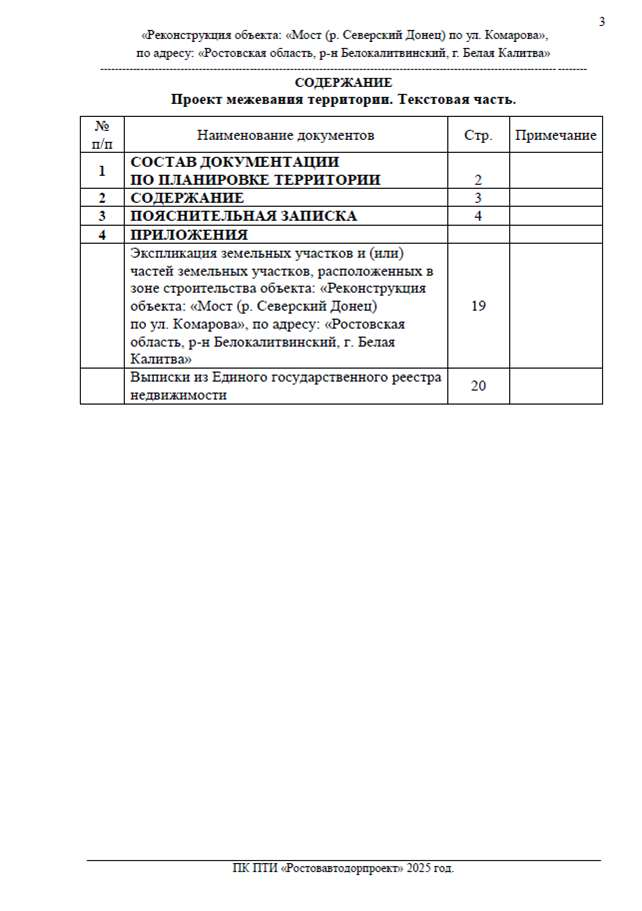 3
«Реконструкция объекта: «Мост (р. Северский Донец) по ул. Комарова»,
по адресу: «Ростовская область, р-н Белокалитвинский, г. Белая Калитва»
СОДЕРЖАНИЕ
Проект межевания территории. Текстовая часть.
№ п/п Наименование документов Стр. Примечание
1 СОСТАВ ДОКУМЕНТАЦИИ
ПО ПЛАНИРОВКЕ ТЕРРИТОРИИ 2
2 СОДЕРЖАНИЕ 3
3 ПОЯСНИТЕЛЬНАЯ ЗАПИСКА 4
4 ПРИЛОЖЕНИЯ
Экспликация земельных участков и (или)
частей земельных участков, расположенных в
зоне строительства объекта: «Реконструкция
объекта: «Мост (р. Северский Донец) 19
по ул. Комарова», по адресу: «Ростовская
область, р-н Белокалитвинский, г. Белая
Калитва»
Выписки из Единого государственного реестра
недвижимости 20
ПК ПТИ «Ростовавтодорпроект» 2025 год.